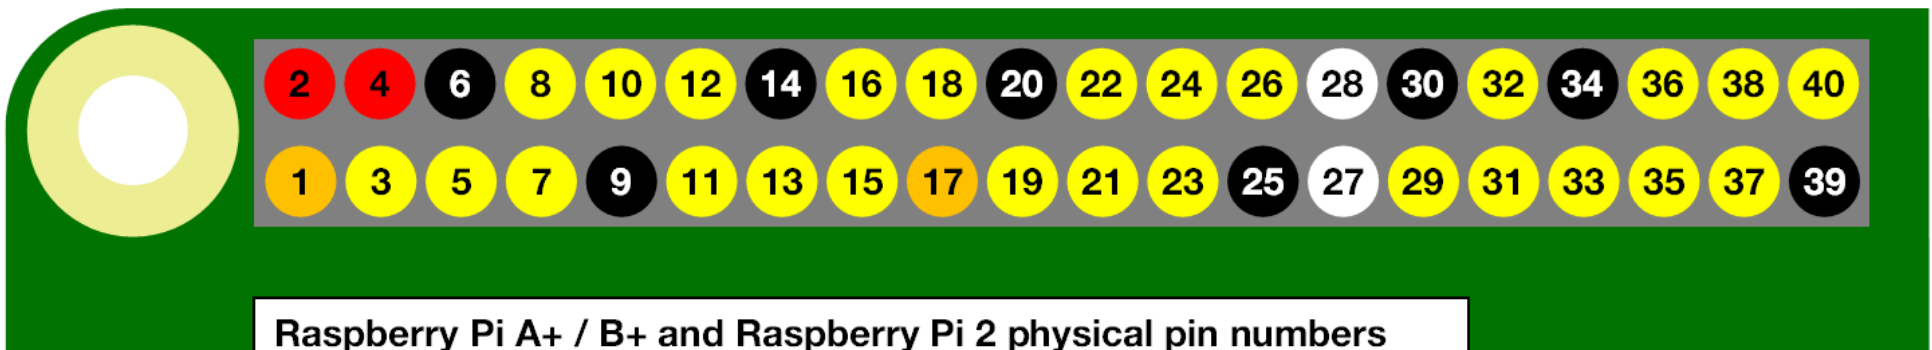 2 4 6 8 10 12 14 16 18 20 22 24 26 28 30 32 34 36 38 40
1 3 5 7 9 11 13 15 17 19 21 23 25 27 29 31 33 35 37 39
Raspberry Pi A+ / B+ and Raspberry Pi 2 physical pin numbers